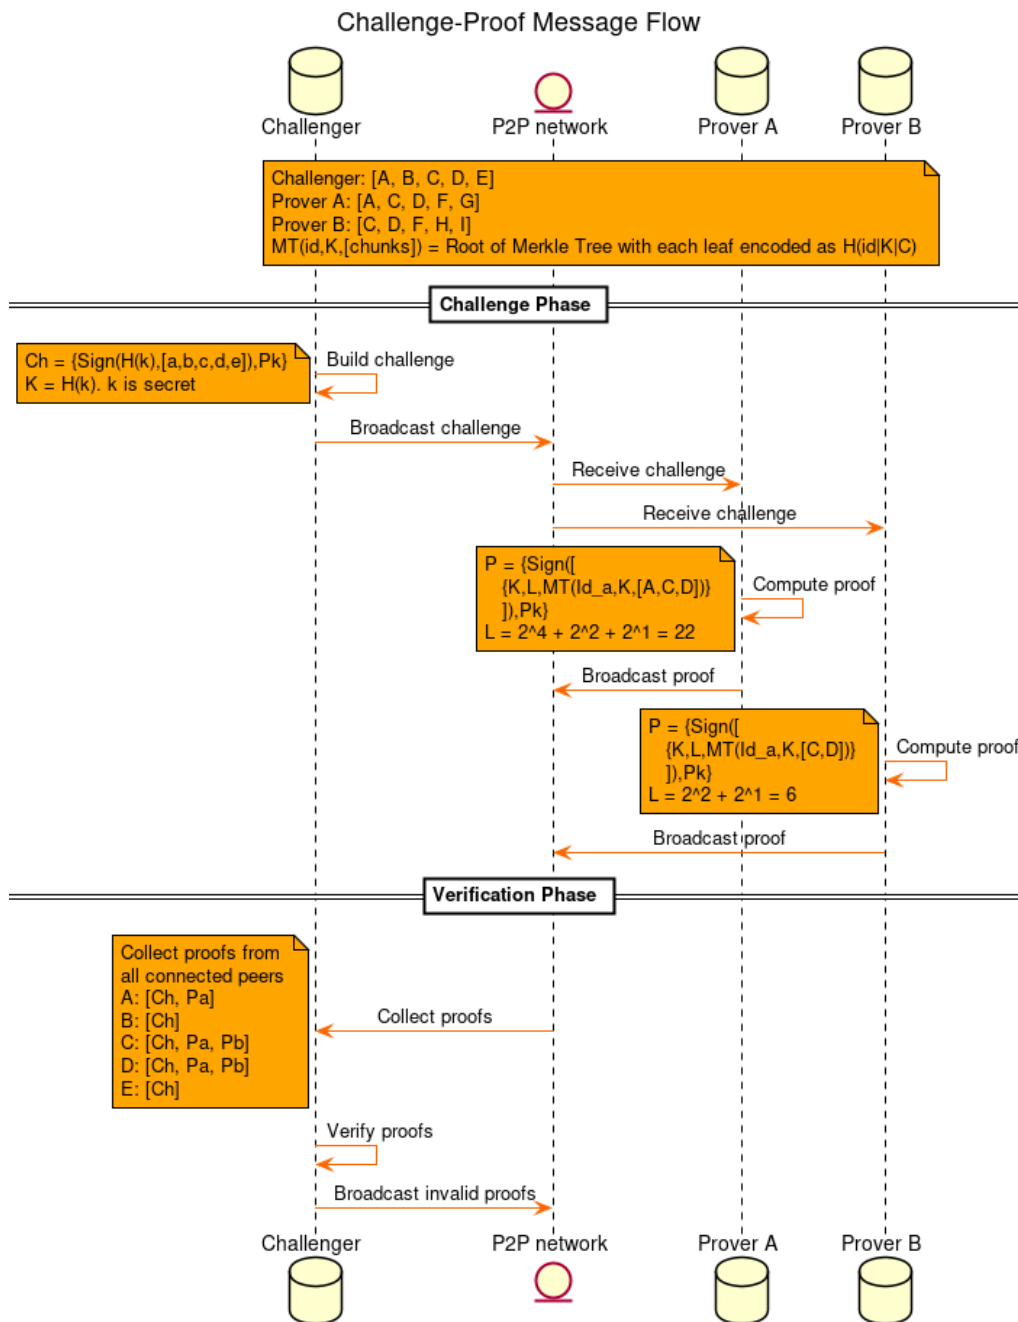 Challenge-Proof Message Flow
Challenger
P2P network
Prover A
Prover B
Challenger: [A, B, C, D, E]
Prover A: [A, C, D, F, G]
Prover B: [C, D, F, H, I]
MT(id,K,[chunks]) = Root of Merkle Tree with each leaf encoded as H(id|K|C)
Challenge Phase
Ch = {Sign(H(k),[a,b,c,d,e]),Pk}
K = H(k). k is secret
Build challenge
Broadcast challenge
Receive challenge
Receive challenge
P = {Sign([
{K,L,MT(Id_a,K,[A,C,D])}
]),Pk}
L = 2^4 + 2^2 + 2^1 = 22
Compute proof
Broadcast proof
P = {Sign([
{K,L,MT(Id_a,K,[C,D])}
]),Pk}
L = 2^2 + 2^1 = 6
Compute proof
Broadcast proof
Verification Phase
Collect proofs from
all connected peers
A: [Ch, Pa]
B: [Ch]
C: [Ch, Pa, Pb]
D: [Ch, Pa, Pb]
E: [Ch]
Collect proofs
Verify proofs
Broadcast invalid proofs
Challenger
P2P network
Prover A
Prover B